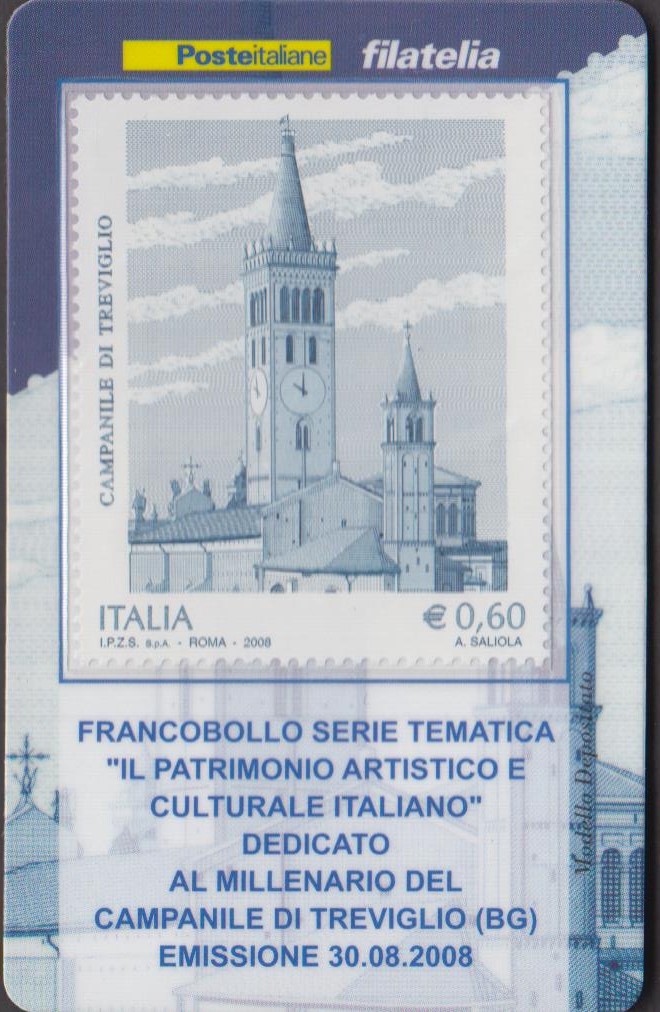 Posteitaliane filatelia
CAMPANILE DI TREVIGLIO
ITALIA € 0,60
I.P.Z.S. S.p.A. - ROMA - 2008 A. SALIOLA
FRANCOBOLLO SERIE TEMATICA
"IL PATRIMONIO ARTISTICO E
CULTURALE ITALIANO"
DEDICATO
AL MILLENARIO DEL
CAMPANILE DI TREVIGLIO (BG)
EMISSIONE 30.08.2008
Modello Depositato